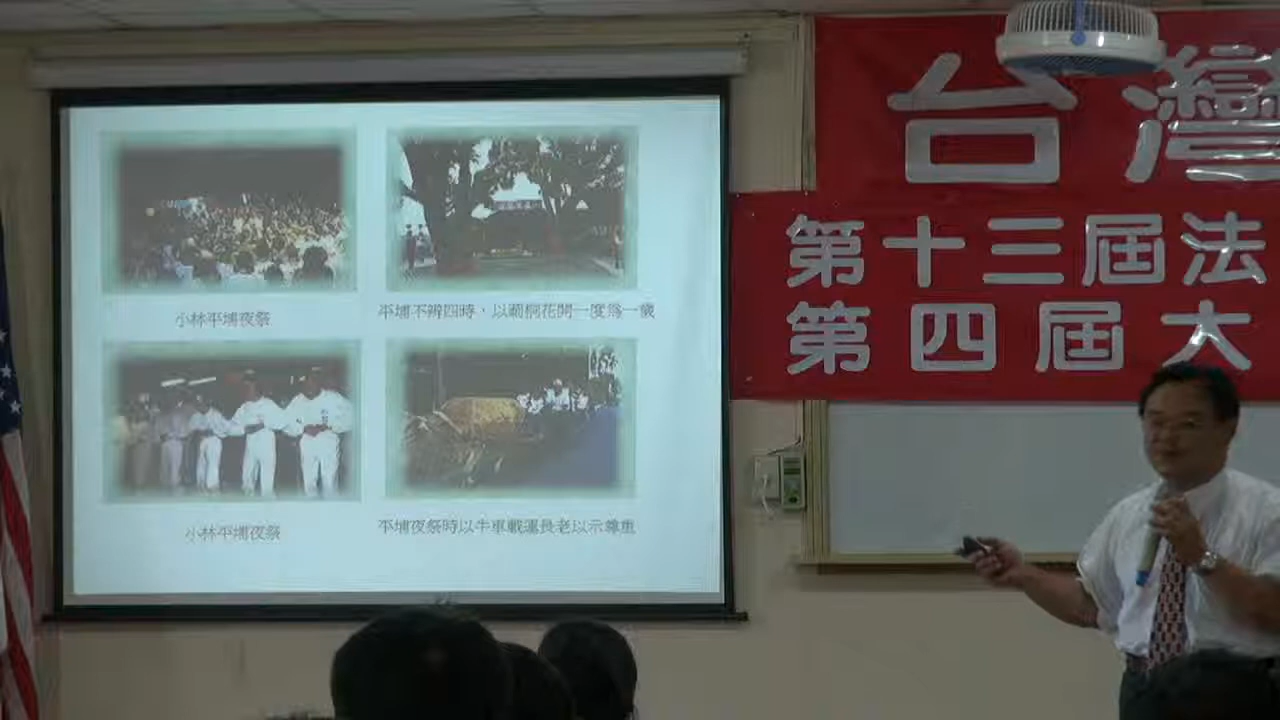 小林平埔夜祭
平埔不辨四時，以莿桐花開一度為一歲
小林平埔夜祭
平埔夜祭時以牛車載運長老以示尊重
台灣
第十三屆法
第四屆大